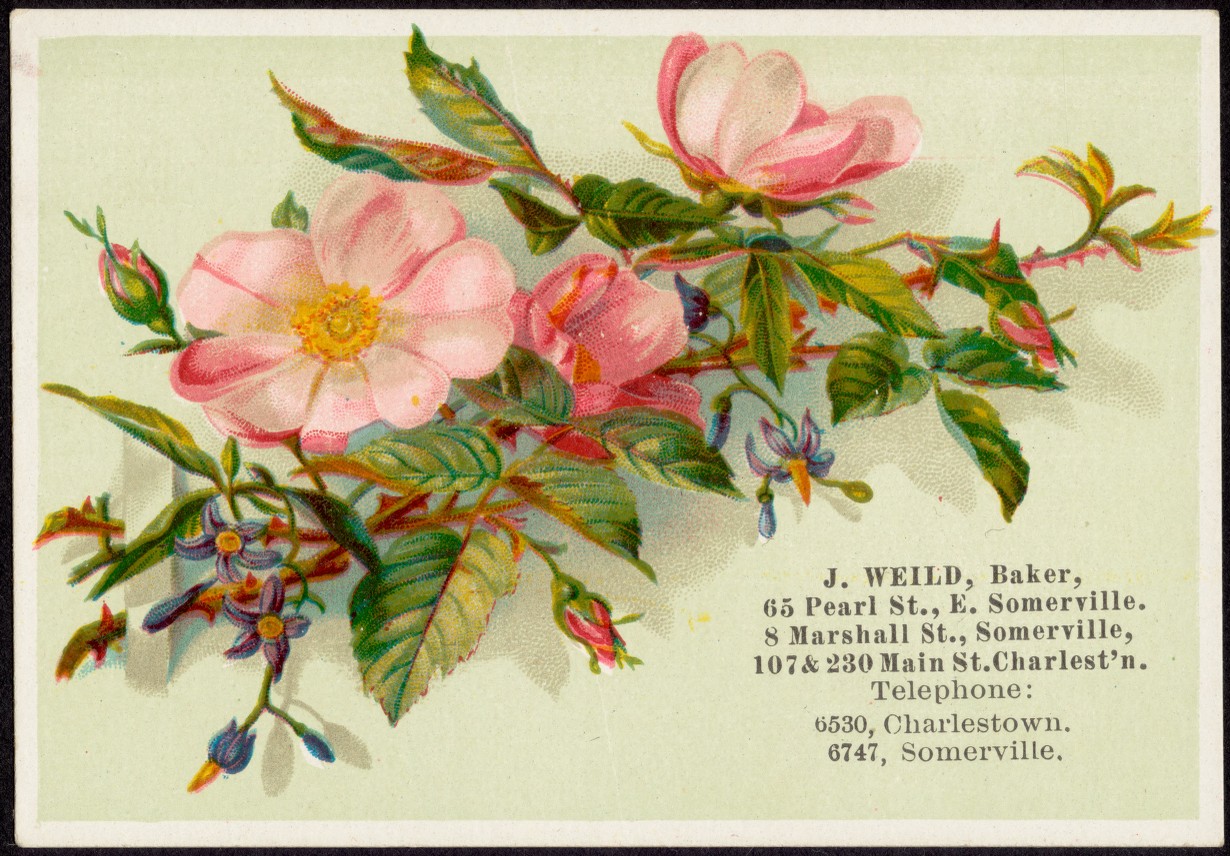 J. WEILD, Baker,
65 Pearl St., E. Somerville.
8 Marshall St., Somerville,
107 & 230 Main St. Charlest'n.
Telephone:
6530, Charlestown.
6747, Somerville.